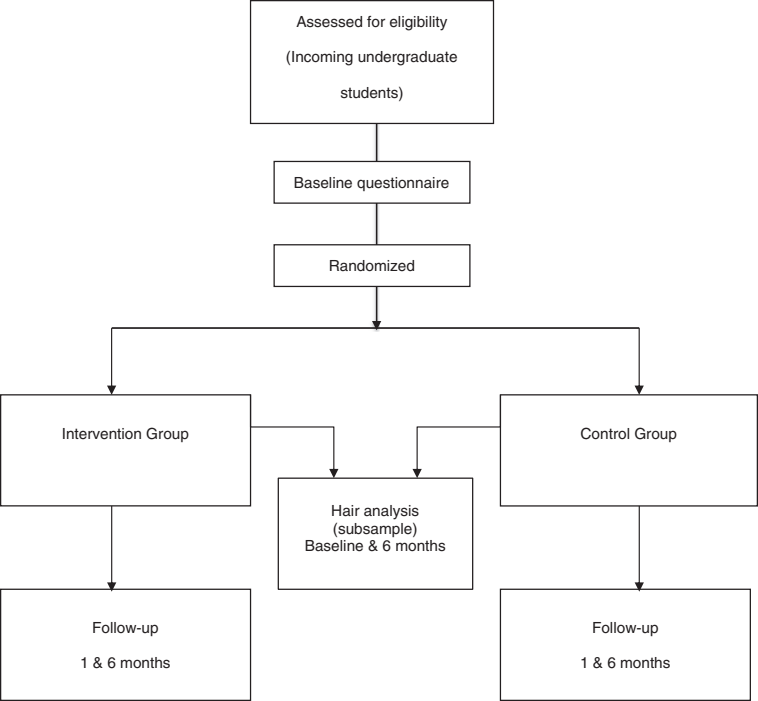 Assessed for eligibility
(Incoming undergraduate
students)
Baseline questionnaire
Randomized
Intervention Group
Control Group
Hair analysis
(subsample)
Baseline & 6 months
Follow-up
1 & 6 months
Follow-up
1 & 6 months